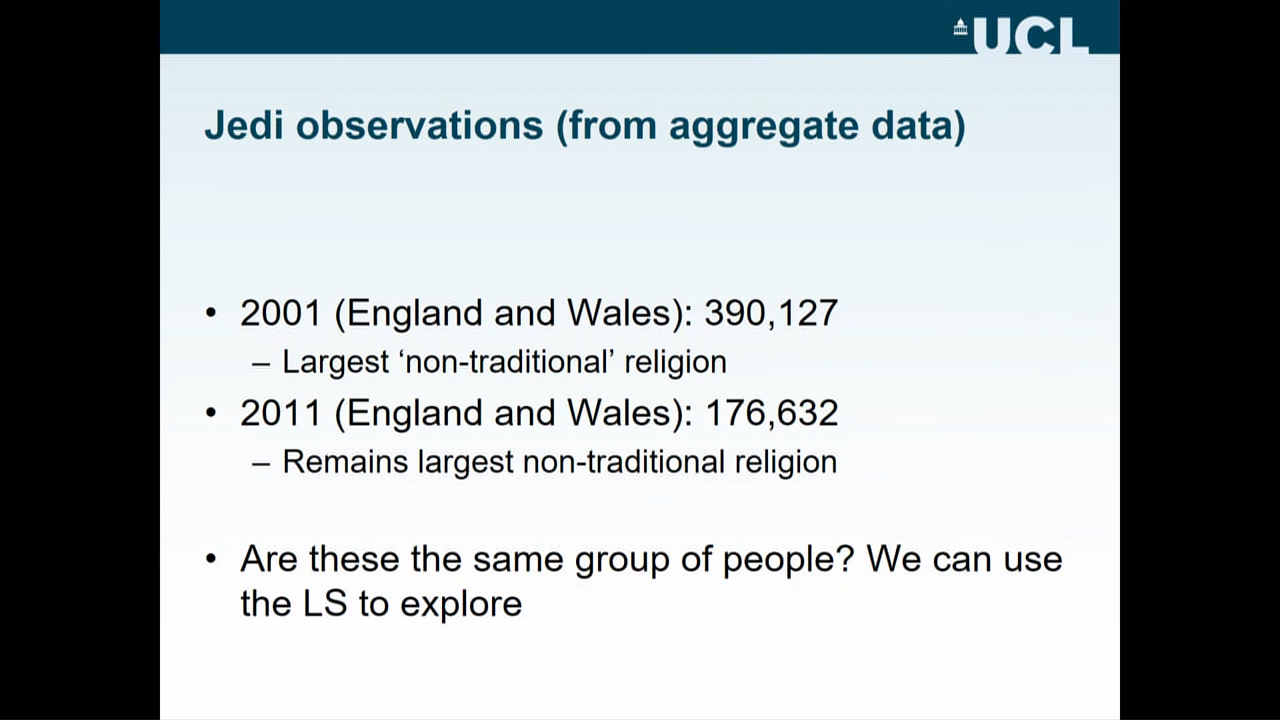 UCL
Jedi observations (from aggregate data)
• 2001 (England and Wales): 390,127
– Largest ‘non-traditional’ religion
• 2011 (England and Wales): 176,632
– Remains largest non-traditional religion
• Are these the same group of people? We can use
the LS to explore